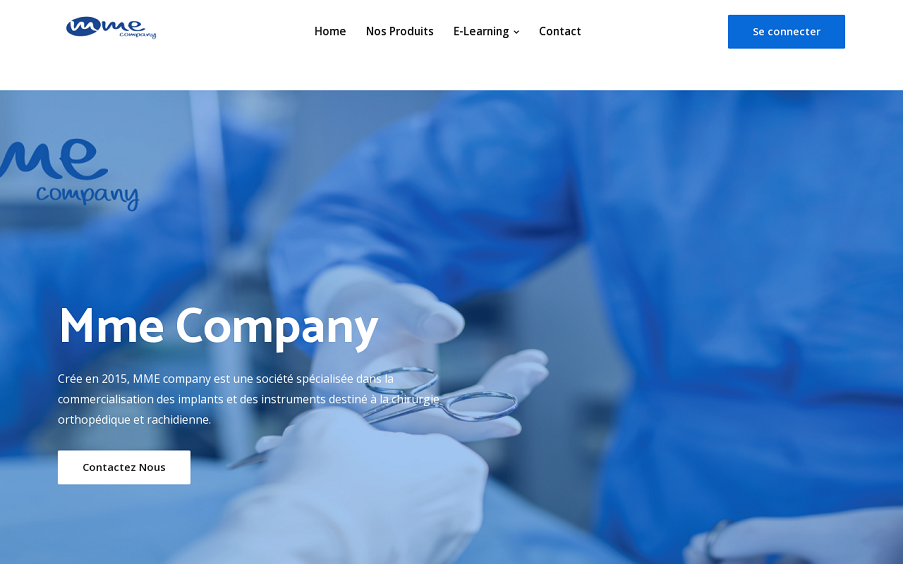 mme
company
Home Nos Produits E-Learning Contact
Se connecter
me
company
Mme Company
Crée en 2015, MME company est une société spécialisée dans la
commercialisation des implants et des instruments destiné à la chirurgie
orthopédique et rachidienne.
Contactez Nous